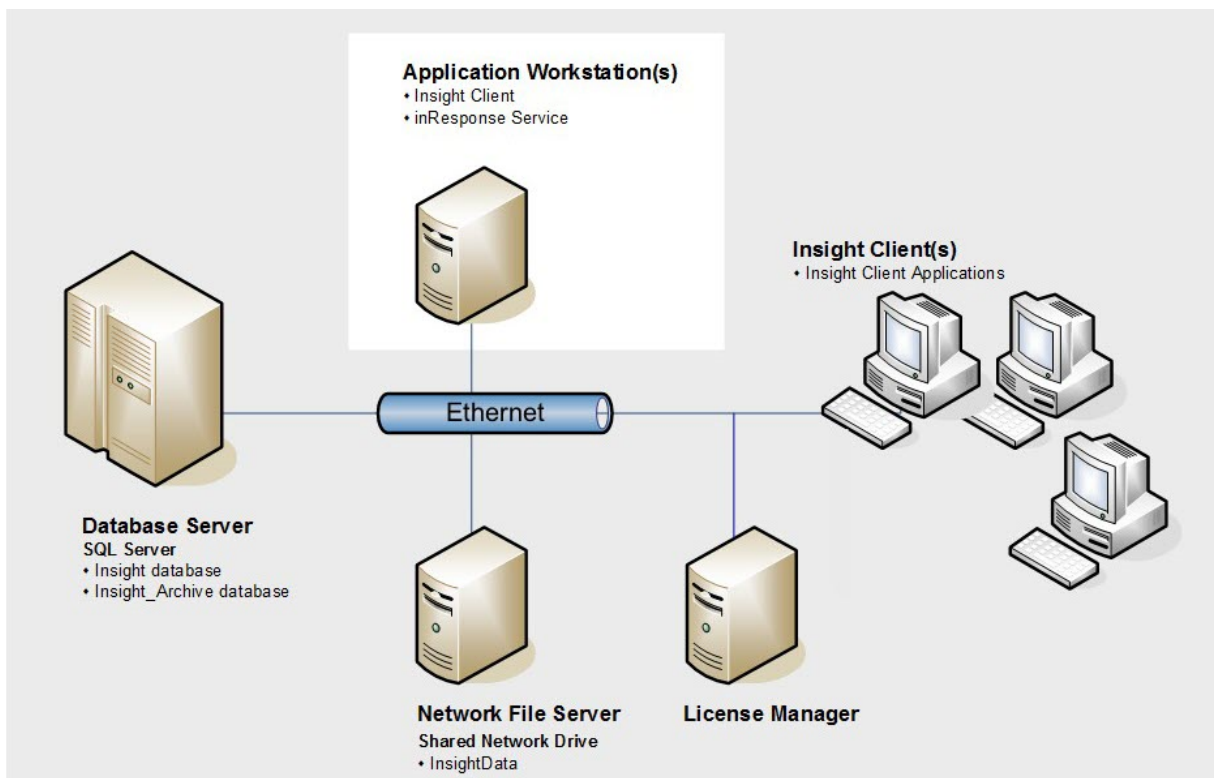 Application Workstation(s)
• Insight Client
• inResponse Service
Insight Client(s)
• Insight Client Applications
Ethernet
Database Server
SQL Server
• Insight database
• Insight_Archive database
Network File Server
Shared Network Drive
• InsightData
License Manager